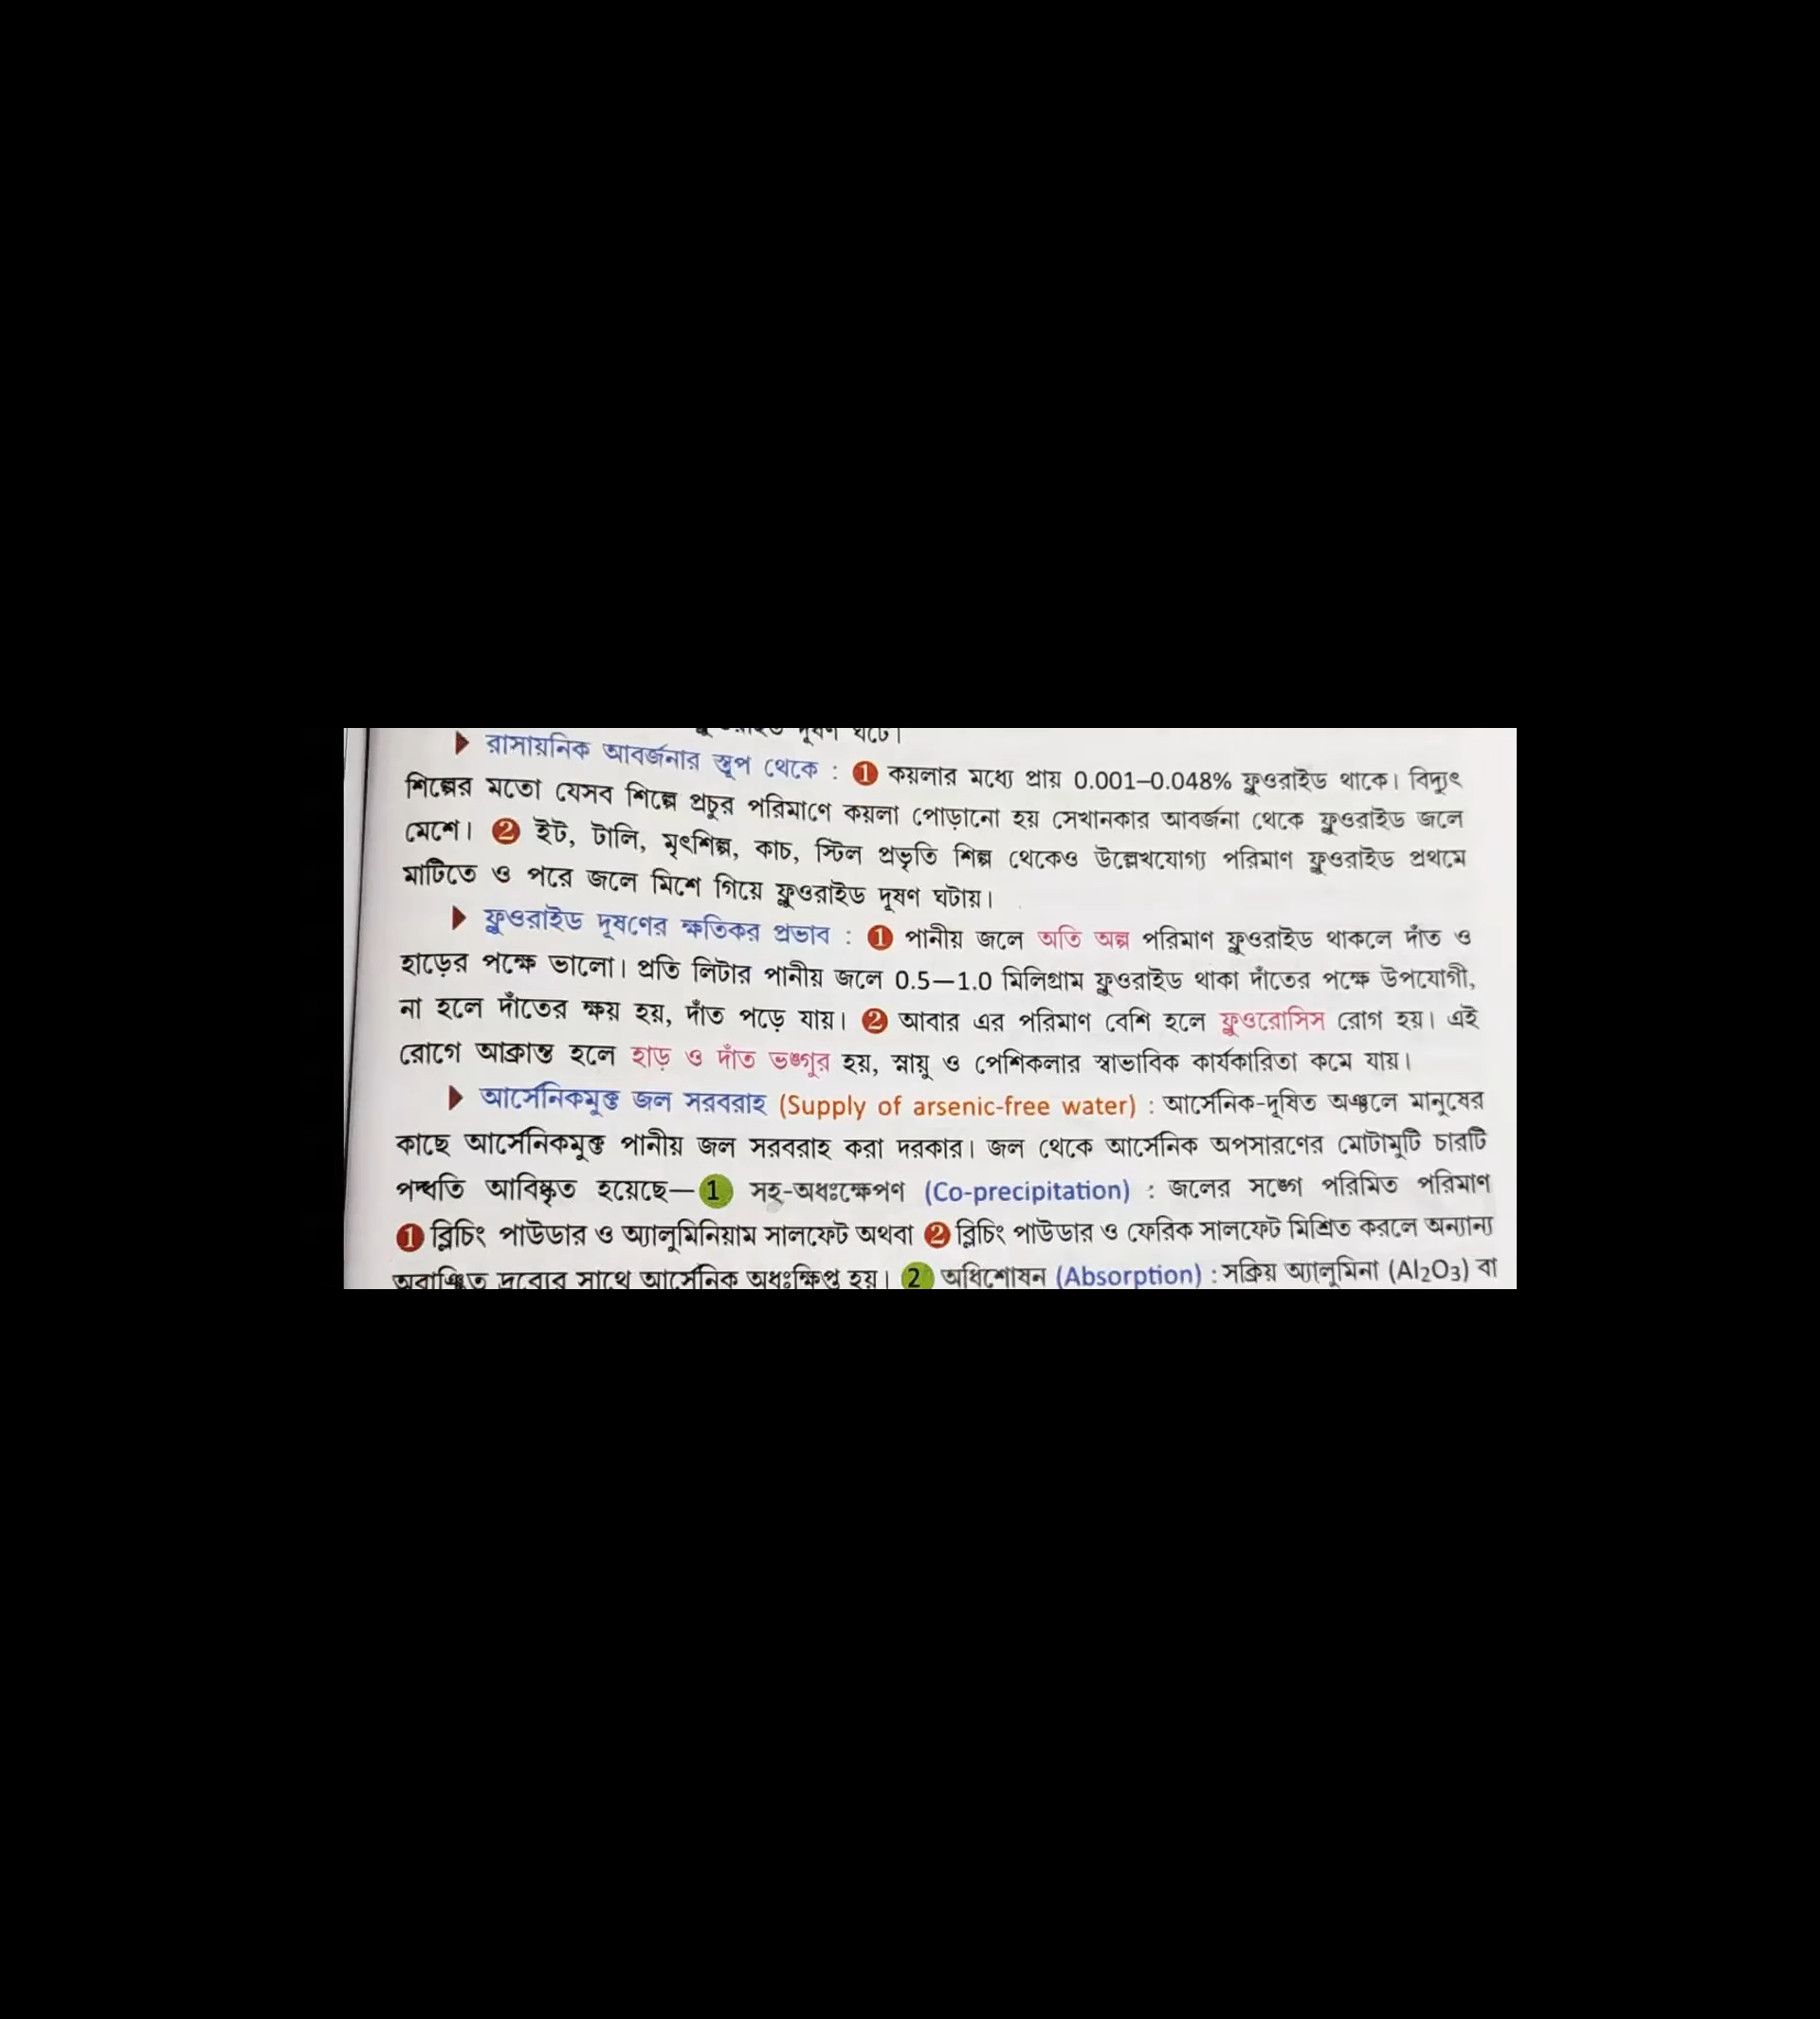 দূষণ ঘটে।
▶ রাসায়নিক আবর্জনার স্তূপ থেকে : ❶ কয়লার মধ্যে প্রায় 0.001–0.048% ফ্লুওরাইড থাকে। বিদ্যুৎ
শিল্পের মতো যেসব শিল্পে প্রচুর পরিমাণে কয়লা পোড়ানো হয় সেখানকার আবর্জনা থেকে ফ্লুওরাইড জলে
মেশে। ❷ ইট, টালি, মৃৎশিল্প, কাচ, স্টিল প্রভৃতি শিল্প থেকেও উল্লেখযোগ্য পরিমাণ ফ্লুওরাইড প্রথমে
মাটিতে ও পরে জলে মিশে গিয়ে ফ্লুওরাইড দূষণ ঘটায়।
▶ ফ্লুওরাইড দূষণের ক্ষতিকর প্রভাব : ❶ পানীয় জলে অতি অল্প পরিমাণ ফ্লুওরাইড থাকলে দাঁত ও
হাড়ের পক্ষে ভালো। প্রতি লিটার পানীয় জলে 0.5—1.0 মিলিগ্রাম ফ্লুওরাইড থাকা দাঁতের পক্ষে উপযোগী,
না হলে দাঁতের ক্ষয় হয়, দাঁত পড়ে যায়। ❷ আবার এর পরিমাণ বেশি হলে ফ্লুওরোসিস রোগ হয়। এই
রোগে আক্রান্ত হলে হাড় ও দাঁত ভঙ্গুর হয়, স্নায়ু ও পেশিকলার স্বাভাবিক কার্যকারিতা কমে যায়।
▶ আর্সেনিকমুক্ত জল সরবরাহ (Supply of arsenic-free water) : আর্সেনিক-দূষিত অঞ্চলে মানুষের
কাছে আর্সেনিকমুক্ত পানীয় জল সরবরাহ করা দরকার। জল থেকে আর্সেনিক অপসারণের মোটামুটি চারটি
পদ্ধতি আবিষ্কৃত হয়েছে— 1 সহ-অধঃক্ষেপণ (Co-precipitation) : জলের সঙ্গে পরিমিত পরিমাণ
❶ ব্লিচিং পাউডার ও অ্যালুমিনিয়াম সালফেট অথবা ❷ ব্লিচিং পাউডার ও ফেরিক সালফেট মিশ্রিত করলে অন্যান্য
অবাঞ্ছিত দ্রব্যের সাথে আর্সেনিক অধঃক্ষিপ্ত হয়। 2 অধিশোষন (Absorption) : সক্রিয় অ্যালুমিনা (Al₂O₃) বা